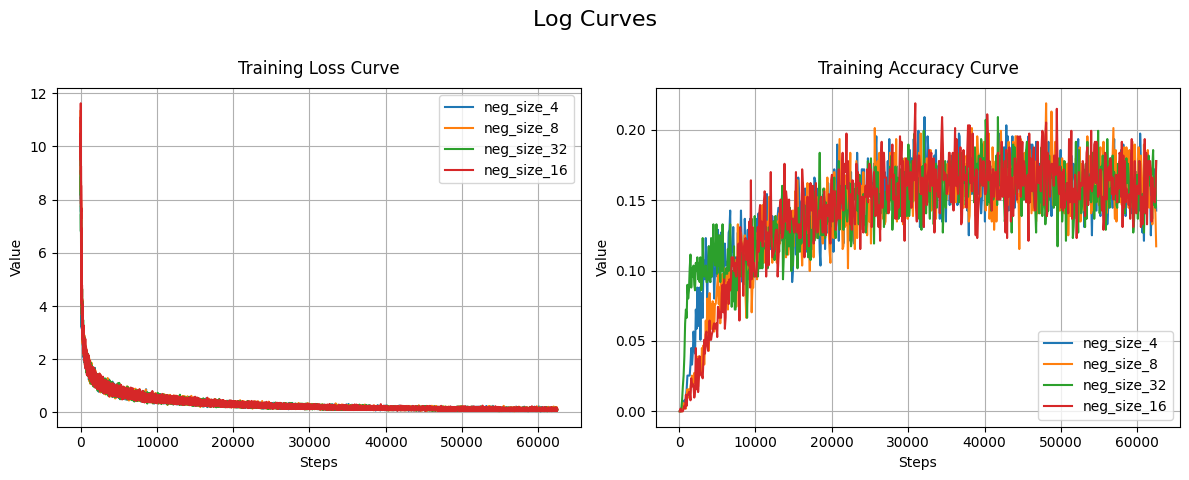 Log Curves
Training Loss Curve
12
10
8
6
4
2
0
Value
0 10000 20000 30000 40000 50000 60000
Steps
neg_size_4
neg_size_8
neg_size_32
neg_size_16
Training Accuracy Curve
0.20
0.15
0.10
0.05
0.00
Value
0 10000 20000 30000 40000 50000 60000
Steps
neg_size_4
neg_size_8
neg_size_32
neg_size_16